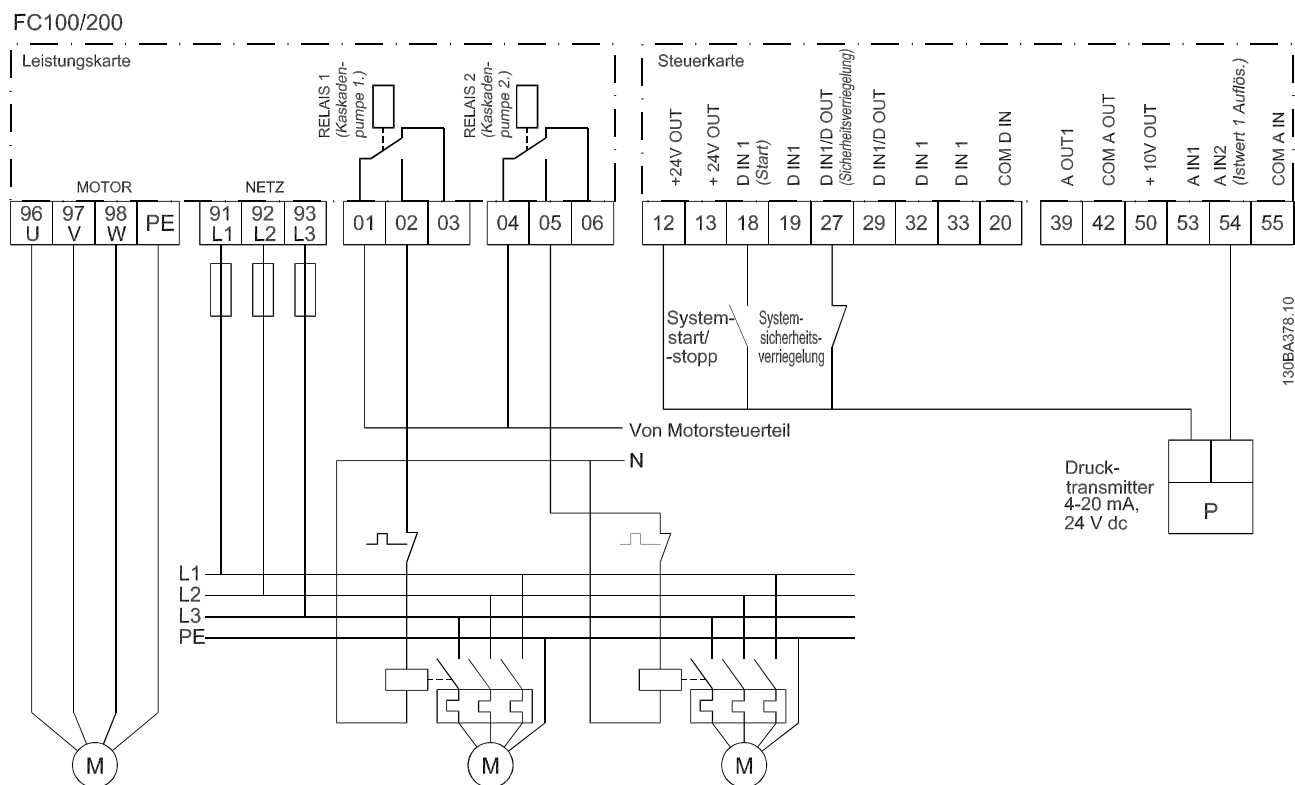 FC100/200
Leistungskarte
RELAIS 1
(Kaskaden-
pumpe 1.)
RELAIS 2
(Kaskaden-
pumpe 2.)
MOTOR
NETZ
96
U
97
V
98
W
PE
91
L1
92
L2
93
L3
01
02
03
04
05
06
Steuerkarte
+24V OUT
+ 24V OUT
D IN 1
(Start)
D IN1
D IN1/D OUT
(Sicherheitsverriegelung)
D IN1/D OUT
D IN 1
D IN 1
COM D IN
A OUT1
COM A OUT
+ 10V OUT
A IN1
A IN2
(Istwert 1 Auflös.)
COM A IN
12
13
18
19
27
29
32
33
20
39
42
50
53
54
55
System-
start/
-stopp
System-
sicherheits-
verriegelung
130BA378.10
Von Motorsteuerteil
N
Druck-
transmitter
4-20 mA,
24 V dc
P
L1
L2
L3
PE
M
M
M